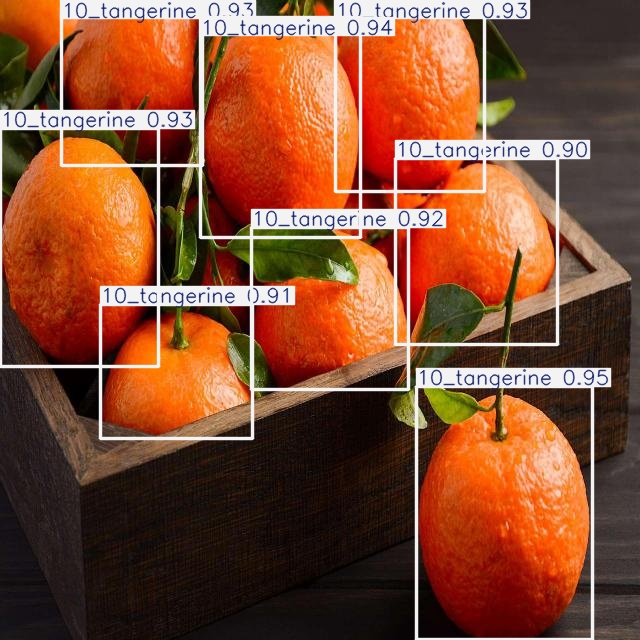 10_tangerine 0.93
10_tangerine 0.93
10_tangerine 0.94
10_tangerine 0.93
10_tangerine 0.90
10_tangerine 0.92
10_tangerine 0.91
10_tangerine 0.95